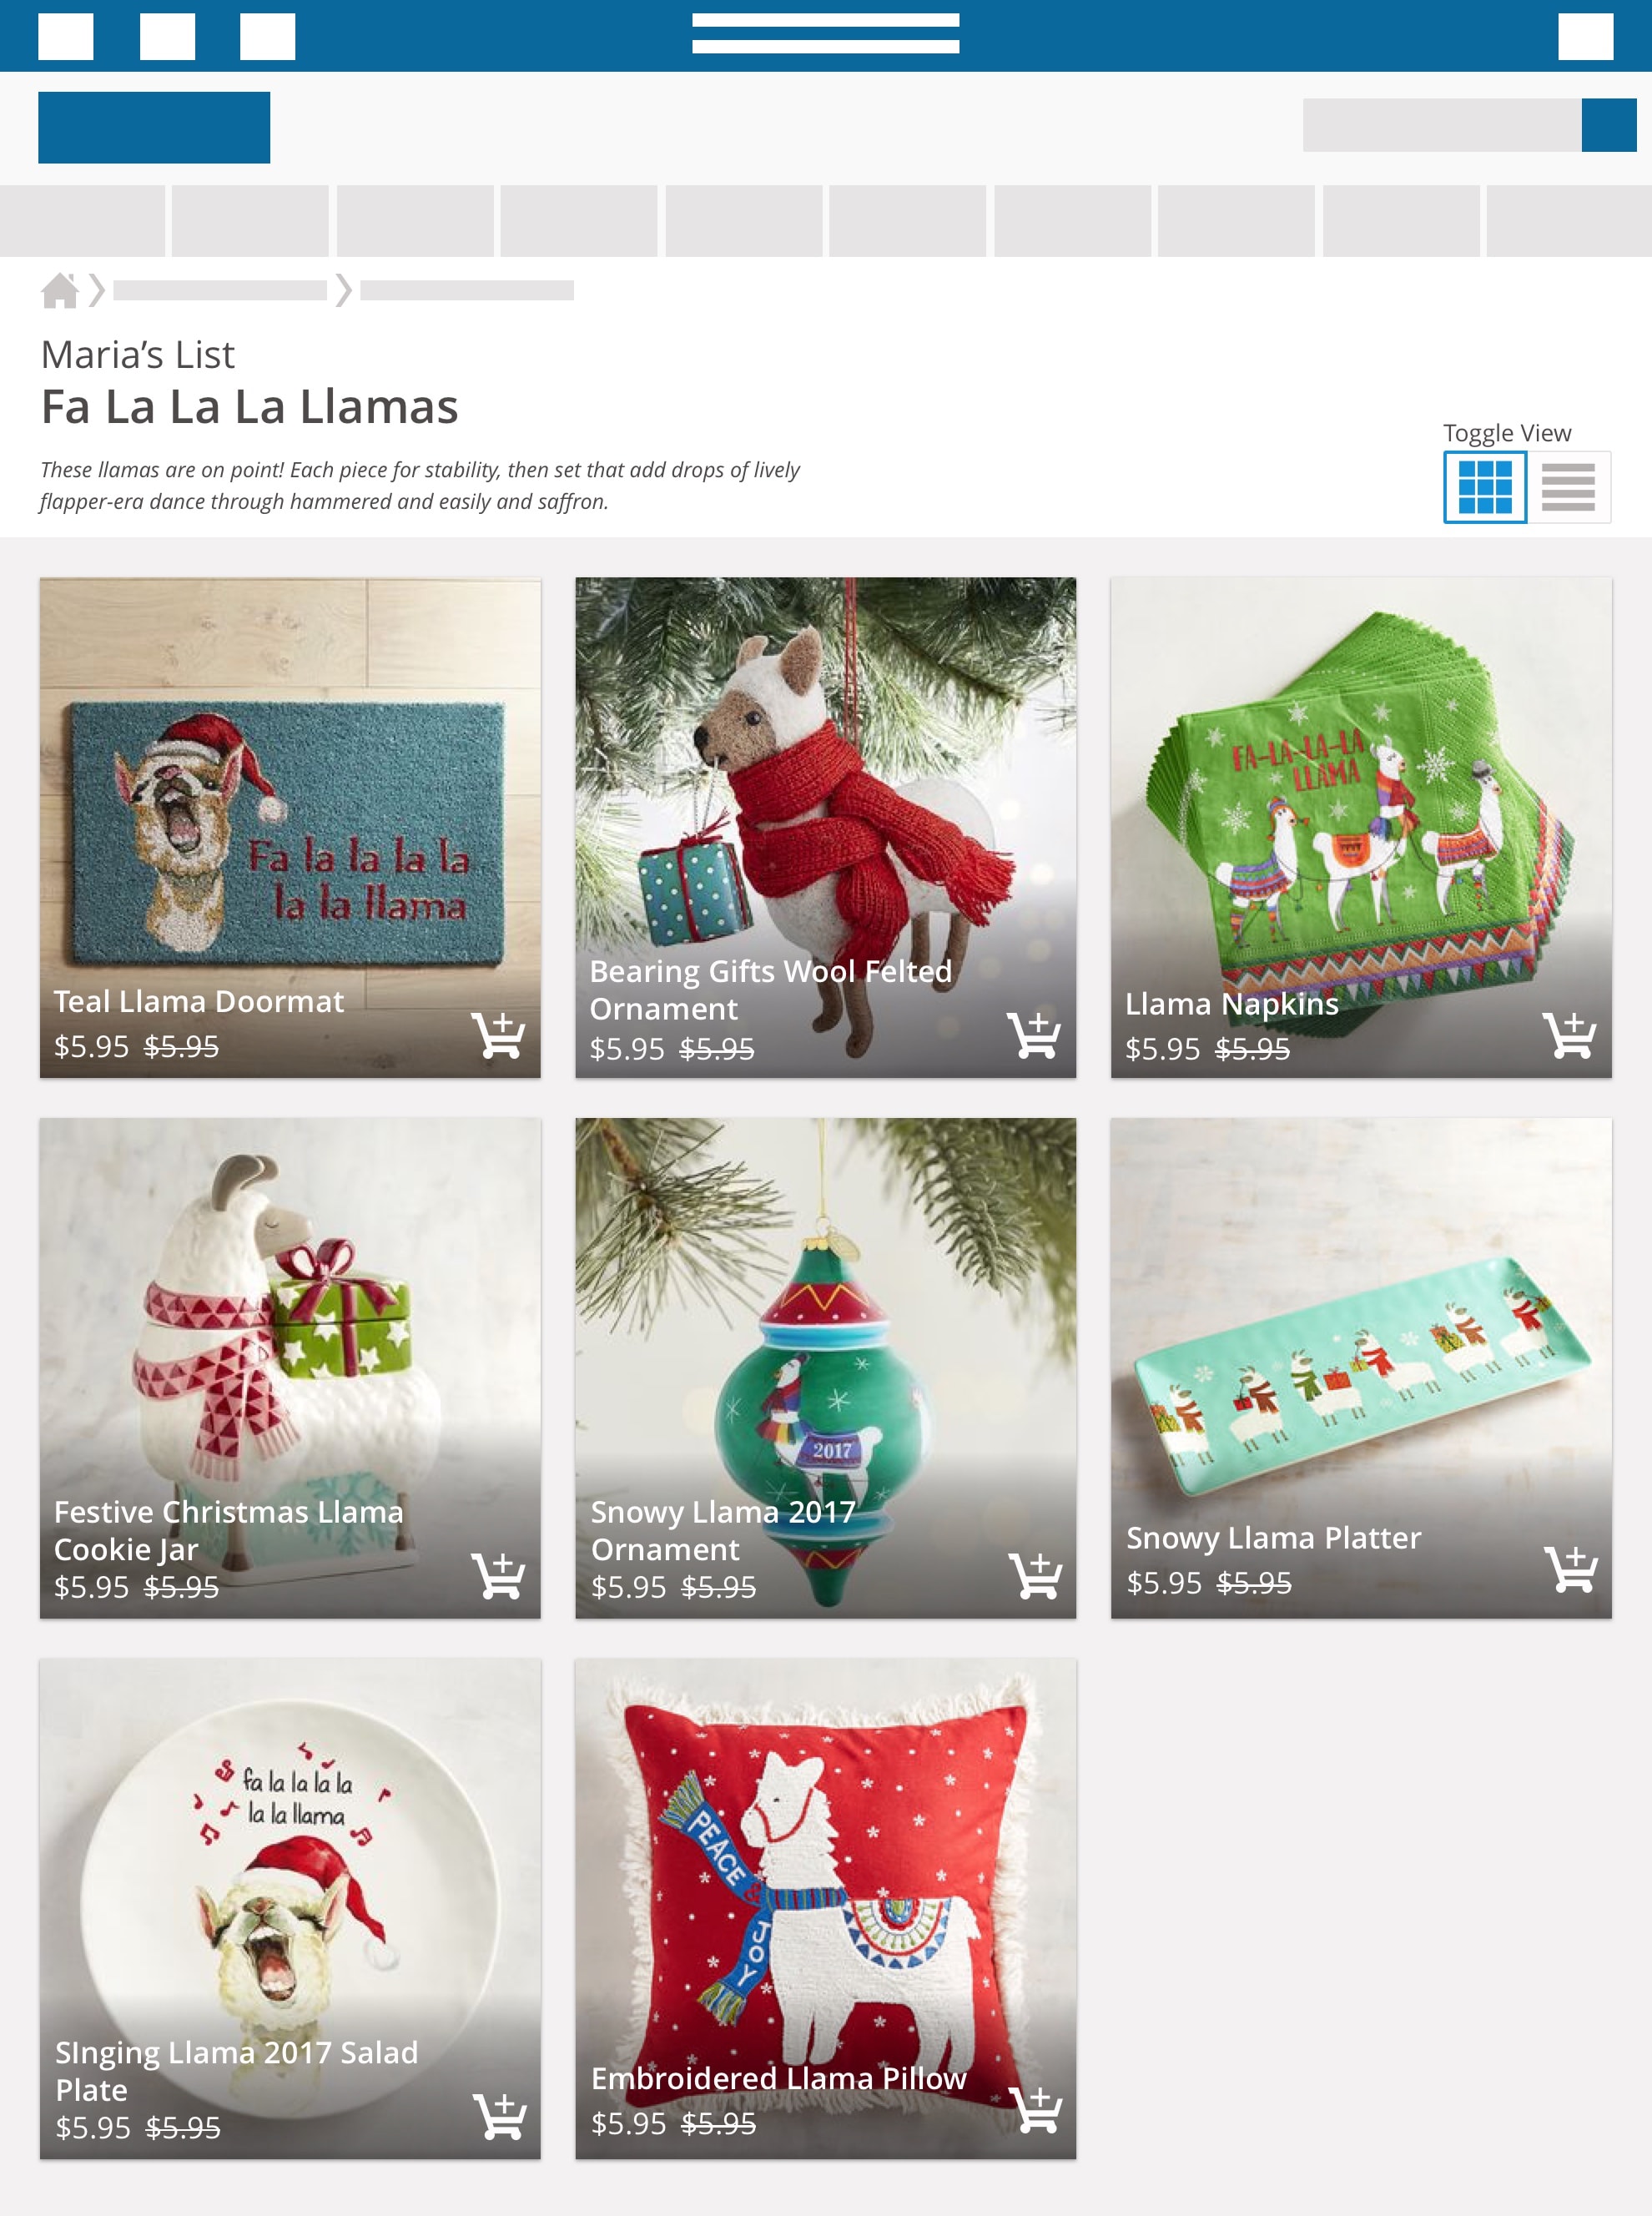 Maria’s List
Fa La La La Llamas
These llamas are on point! Each piece for stability, then set that add drops of lively
flapper-era dance through hammered and easily and saffron.
Toggle View
Fa la la la la
la la llama
Teal Llama Doormat
$5.95 $5.95
Bearing Gifts Wool Felted
Ornament
$5.95 $5.95
FA-LA-LA-LA
LLAMA
Llama Napkins
$5.95 $5.95
Festive Christmas Llama
Cookie Jar
$5.95 $5.95
2017
Snowy Llama 2017
Ornament
$5.95 $5.95
Snowy Llama Platter
$5.95 $5.95
fa la la la la
la la llama
SInging Llama 2017 Salad
Plate
$5.95 $5.95
PEACE
JOY
Embroidered Llama Pillow
$5.95 $5.95